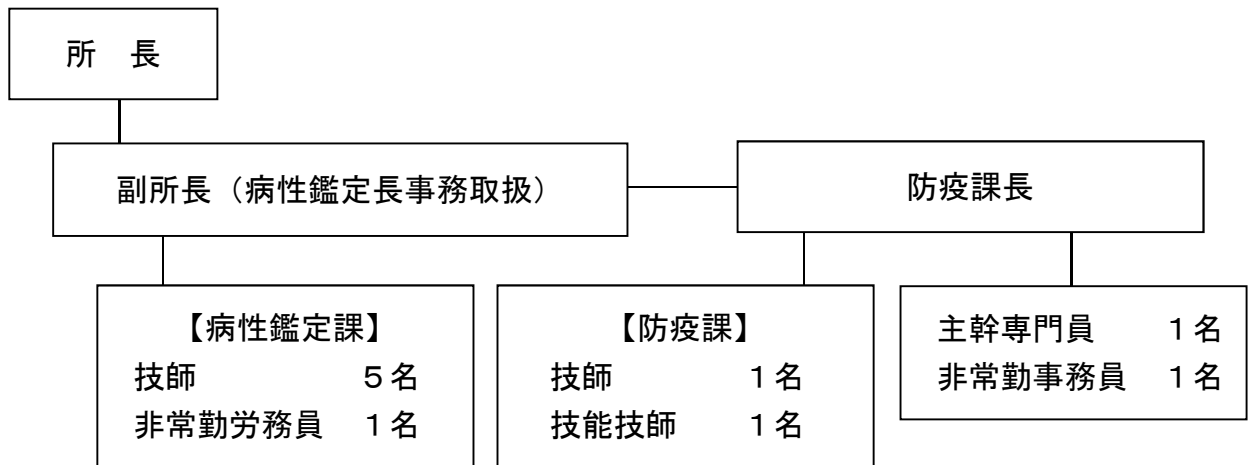 所　長
副所長（病性鑑定長事務取扱）
防疫課長
【病性鑑定課】
技師　　　　　５名
非常勤労務員　１名
【防疫課】
技師　　　　１名
技能技師　　１名
主幹専門員　　１名
非常勤事務員　１名